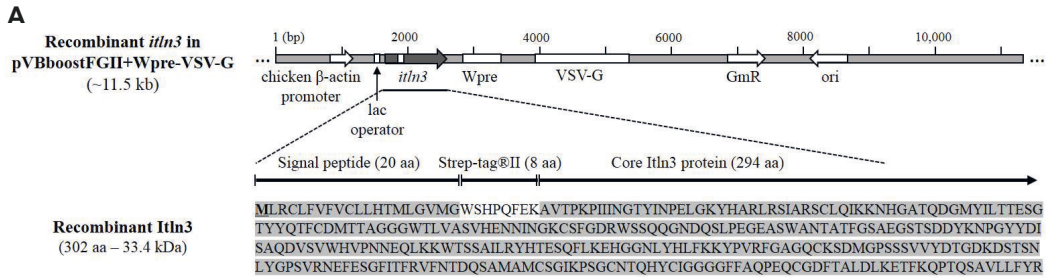 A
Recombinant itln3 in
pVBboostFGII+Wpre-VSV-G
(~11.5 kb)
... 1 (bp) 2000 4000 6000 8000 10,000 ...
chicken β-actin
promoter
lac
operator
itln3
Wpre
VSV-G
GmR
ori
Signal peptide (20 aa) Strep-tag®II (8 aa) Core Itln3 protein (294 aa)
Recombinant Itln3
(302 aa – 33.4 kDa)
MLRCLFVFVCLLHTMLGVMGWSHPQFEKAVTPKPIIINGTYINPELGKYHARLRSIARSCLQIKKNHGATQDGMYILTTESG
TYYQTFCDMTTAGGGWTLVASVHENNINGKCSFGDRWSSQQGNDQSLPEGEASWANTATFGSAEGSTSDDYKNPGYYDI
SAQDVSVWHVPNNEQLKKWTSSAILRYHTESQFLKEHGGNLYHLFKKYPVRFGAGQCKSDMGPSSSVVYDTGDKDSTSN
LYGPSVRNEFESGFITFRVFNTDQSAMAMCSGIKPSGCNTQHYCIGGGGFFAQPEQCGDFTALDLKETFKQPTQSAVLLFYR